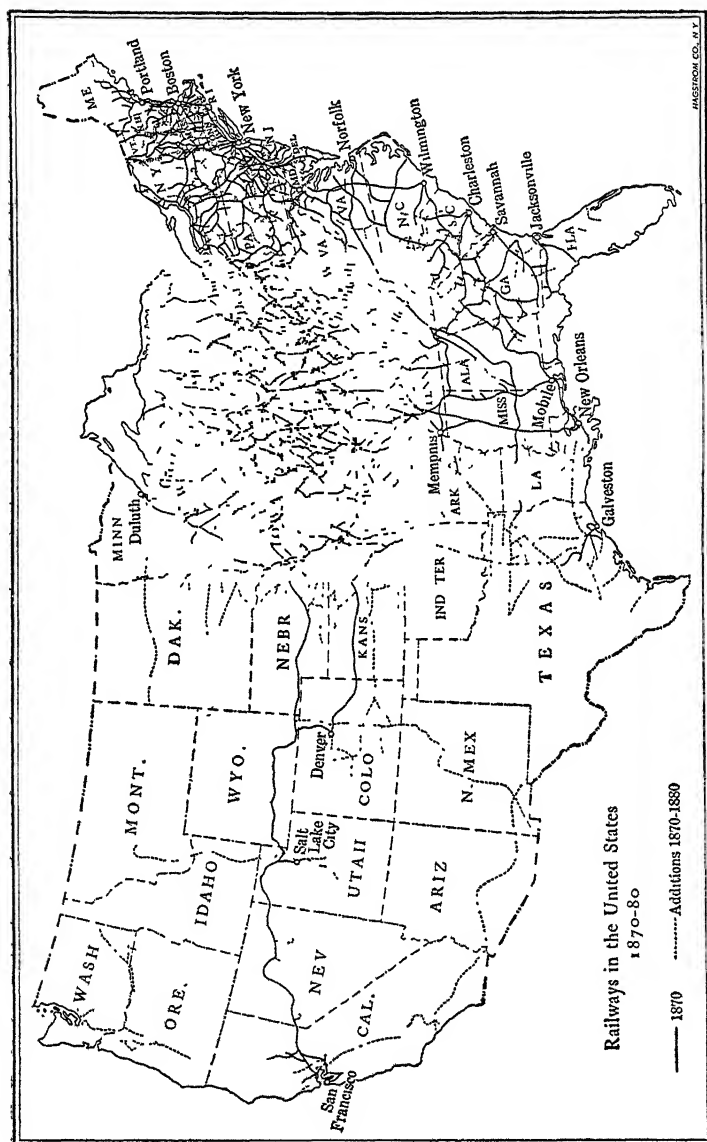 Railways in the United States
1870-80
1870
Additions 1870-1880
WASH
ORE.
CAL.
NEV
IDAHO
MONT.
WYO.
UTAH
ARIZ
COLO
N. MEX
DAK.
NEBR
KANS
IND TER
TEXAS
MINN
ARK
LA
MISS
ALA
GA
FLA
S.C
N.C
VA
W. VA
PA
N Y
N J
DEL
R I
VT
ME
San
Francisco
Salt
Lake
City
Denver
Duluth
Memphis
Galveston
New Orleans
Mobile
Jacksonville
Savannah
Charleston
Wilmington
Norfolk
New York
Boston
Portland
HAGSTROM CO., N Y